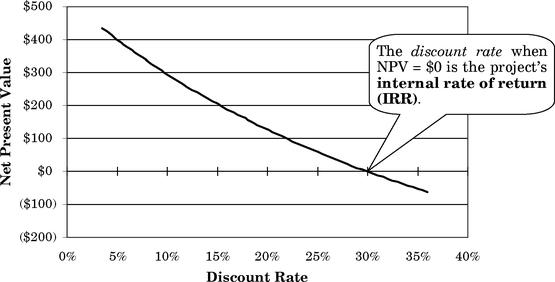 $500
$400
$300
$200
$100
$0
($100)
($200)
Net Present Value
The discount rate when
NPV = $0 is the project's
internal rate of return
(IRR).
0% 5% 10% 15% 20% 25% 30% 35% 40%
Discount Rate